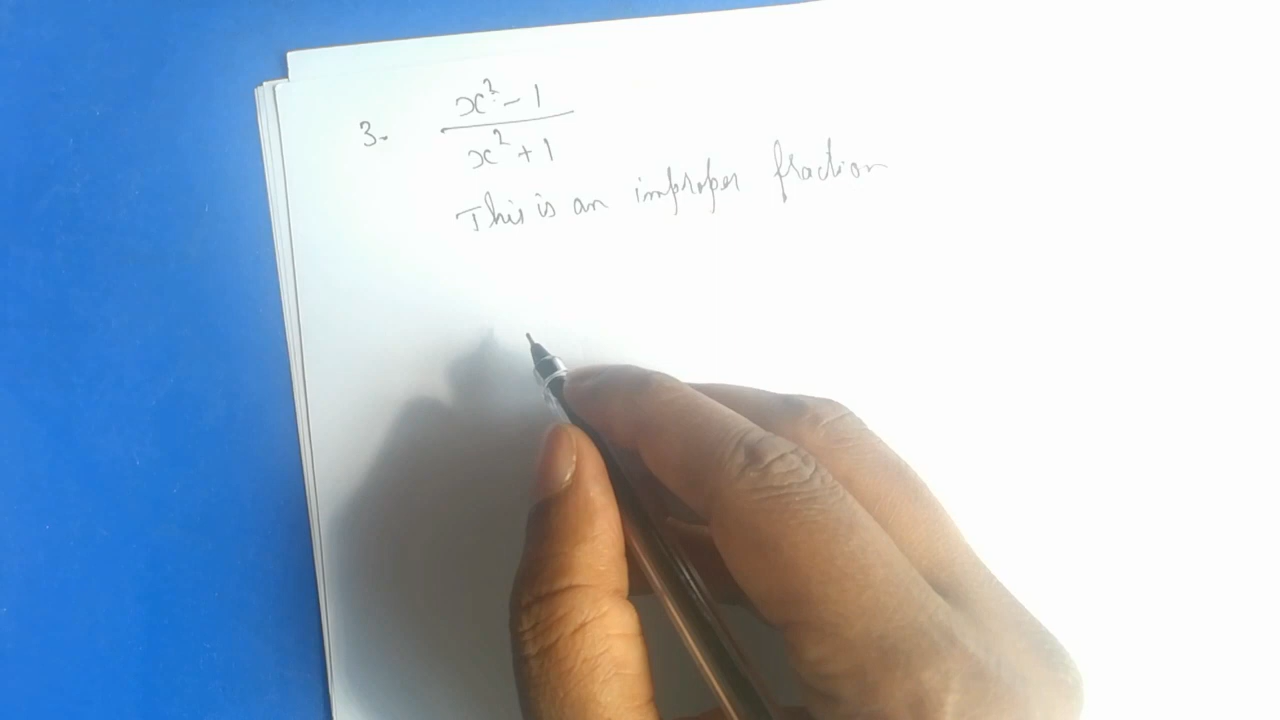 3. x² - 1
x² + 1
This is an improper fraction